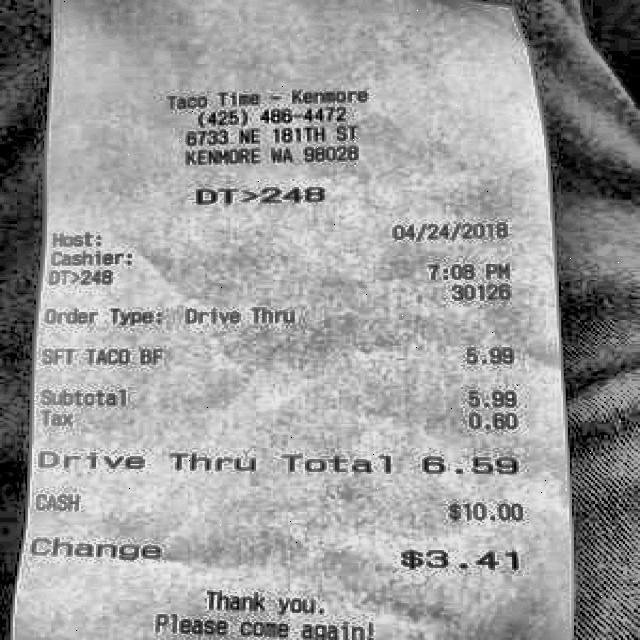 Taco Time - Kenmore
(425) 486-4472
6733 NE 181TH ST
KENMORE WA 98028
DT>248
Host: 04/24/2018
Cashier: 7:08 PM
DT>248 30126
Order Type: Drive Thru
SFT TACO BF 5.99
Subtotal 5.99
Tax 0.60
Drive Thru Total 6.59
CASH $10.00
Change $3.41
Thank you.
Please come again!